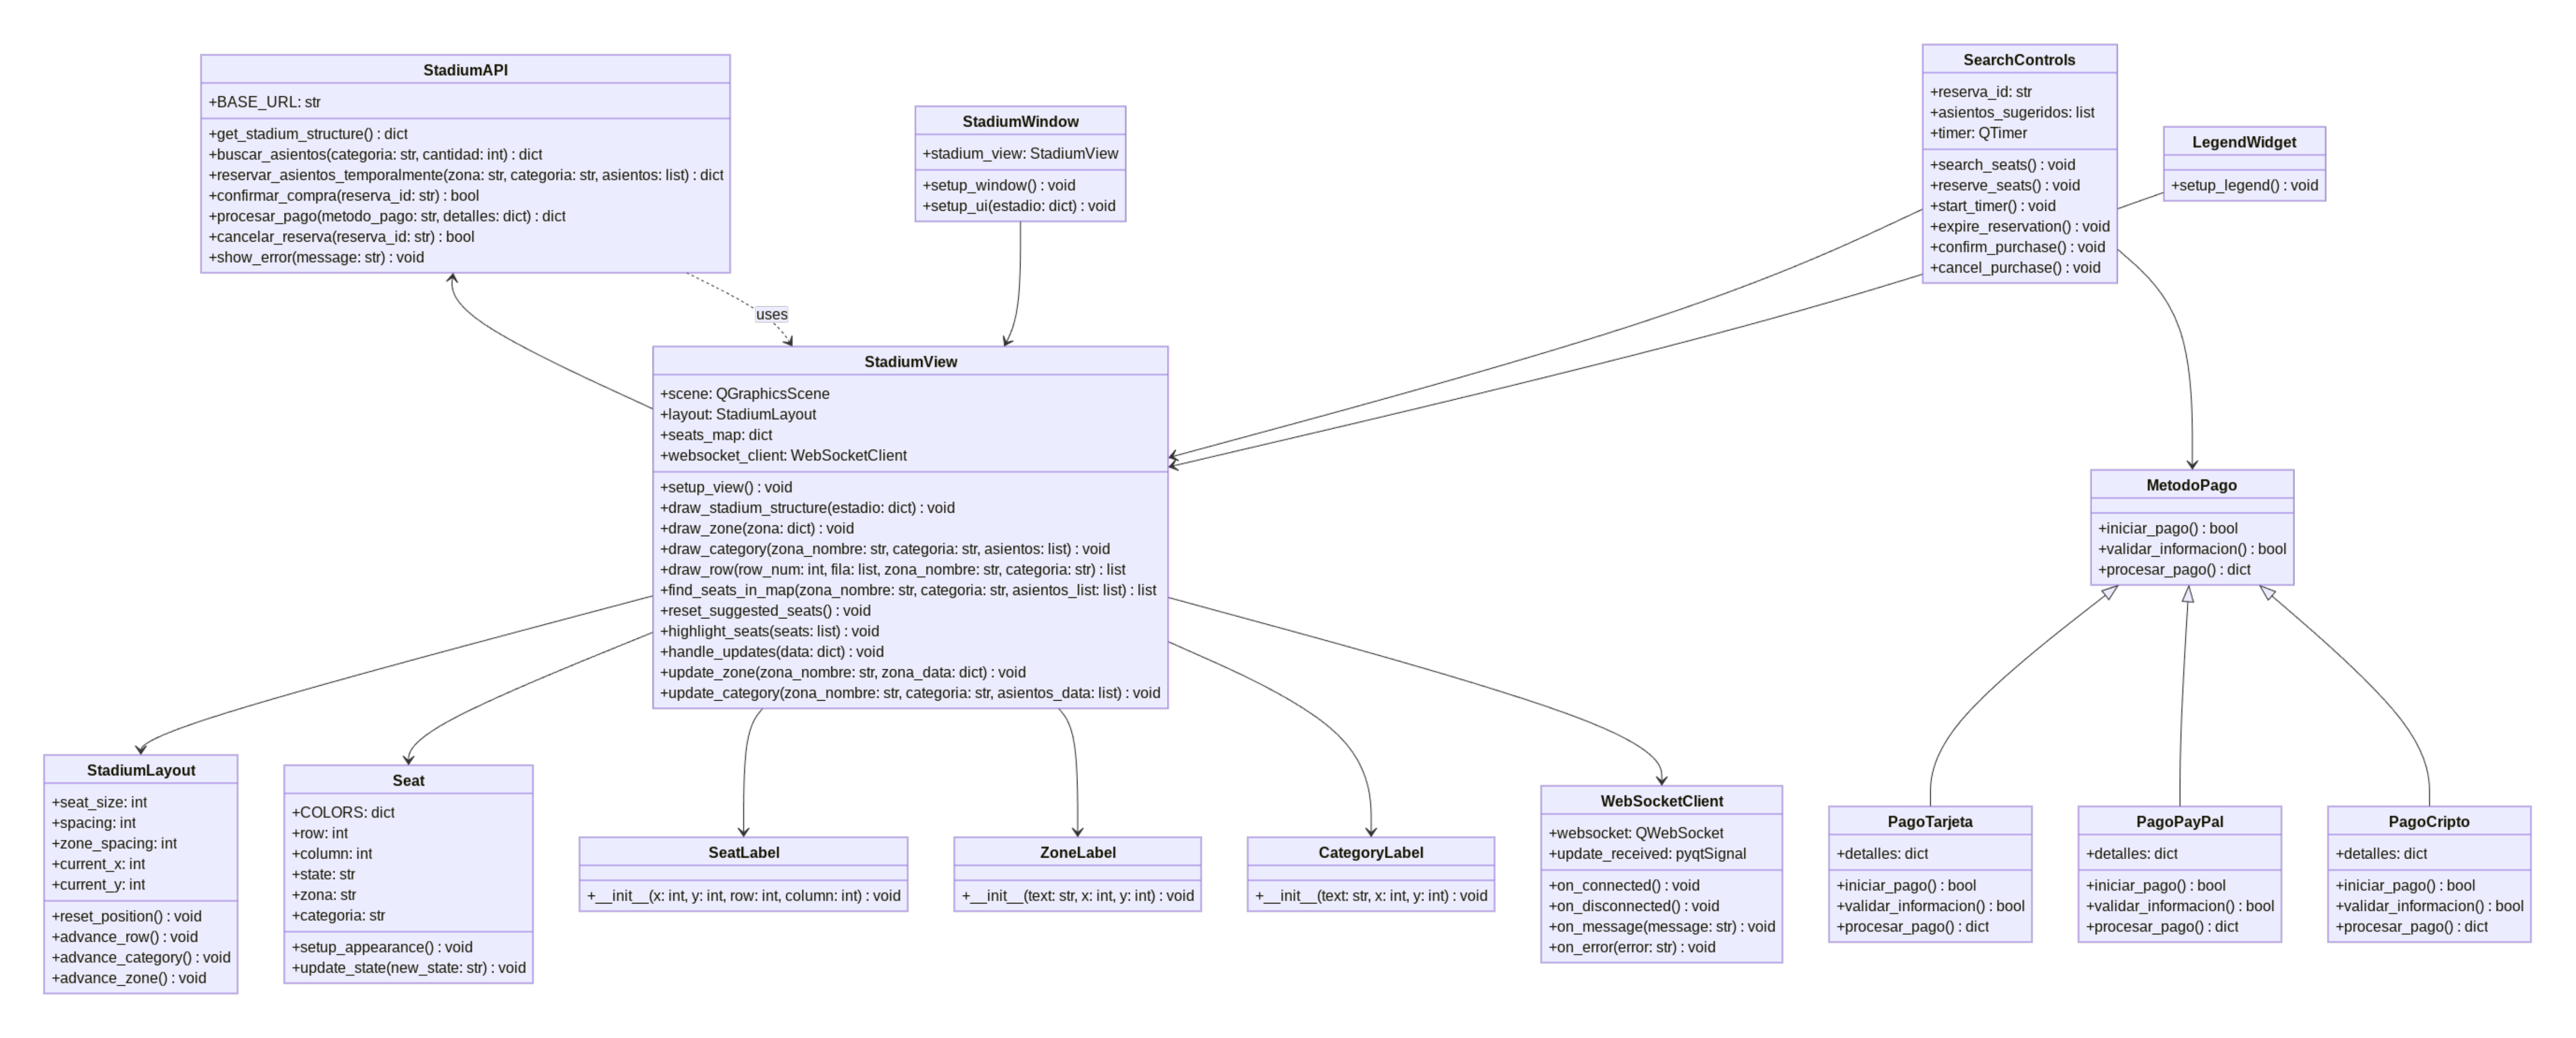 StadiumAPI
+BASE_URL: str
+get_stadium_structure() : dict
+buscar_asientos(categoria: str, cantidad: int) : dict
+reservar_asientos_temporalmente(zona: str, categoria: str, asientos: list) : dict
+confirmar_compra(reserva_id: str) : bool
+procesar_pago(metodo_pago: str, detalles: dict) : dict
+cancelar_reserva(reserva_id: str) : bool
+show_error(message: str) : void
StadiumWindow
+stadium_view: StadiumView
+setup_window() : void
+setup_ui(estadio: dict) : void
SearchControls
+reserva_id: str
+asientos_sugeridos: list
+timer: QTimer
+search_seats() : void
+reserve_seats() : void
+start_timer() : void
+expire_reservation() : void
+confirm_purchase() : void
+cancel_purchase() : void
LegendWidget
+setup_legend() : void
uses
StadiumView
+scene: QGraphicsScene
+layout: StadiumLayout
+seats_map: dict
+websocket_client: WebSocketClient
+setup_view() : void
+draw_stadium_structure(estadio: dict) : void
+draw_zone(zona: dict) : void
+draw_category(zona_nombre: str, categoria: str, asientos: list) : void
+draw_row(row_num: int, fila: list, zona_nombre: str, categoria: str) : list
+find_seats_in_map(zona_nombre: str, categoria: str, asientos_list: list) : list
+reset_suggested_seats() : void
+highlight_seats(seats: list) : void
+handle_updates(data: dict) : void
+update_zone(zona_nombre: str, zona_data: dict) : void
+update_category(zona_nombre: str, categoria: str, asientos_data: list) : void
MetodoPago
+iniciar_pago() : bool
+validar_informacion() : bool
+procesar_pago() : dict
StadiumLayout
+seat_size: int
+spacing: int
+zone_spacing: int
+current_x: int
+current_y: int
+reset_position() : void
+advance_row() : void
+advance_category() : void
+advance_zone() : void
Seat
+COLORS: dict
+row: int
+column: int
+state: str
+zona: str
+categoria: str
+setup_appearance() : void
+update_state(new_state: str) : void
SeatLabel
+__init__(x: int, y: int, row: int, column: int) : void
ZoneLabel
+__init__(text: str, x: int, y: int) : void
CategoryLabel
+__init__(text: str, x: int, y: int) : void
WebSocketClient
+websocket: QWebSocket
+update_received: pyqtSignal
+on_connected() : void
+on_disconnected() : void
+on_message(message: str) : void
+on_error(error: str) : void
PagoTarjeta
+detalles: dict
+iniciar_pago() : bool
+validar_informacion() : bool
+procesar_pago() : dict
PagoPayPal
+detalles: dict
+iniciar_pago() : bool
+validar_informacion() : bool
+procesar_pago() : dict
PagoCripto
+detalles: dict
+iniciar_pago() : bool
+validar_informacion() : bool
+procesar_pago() : dict